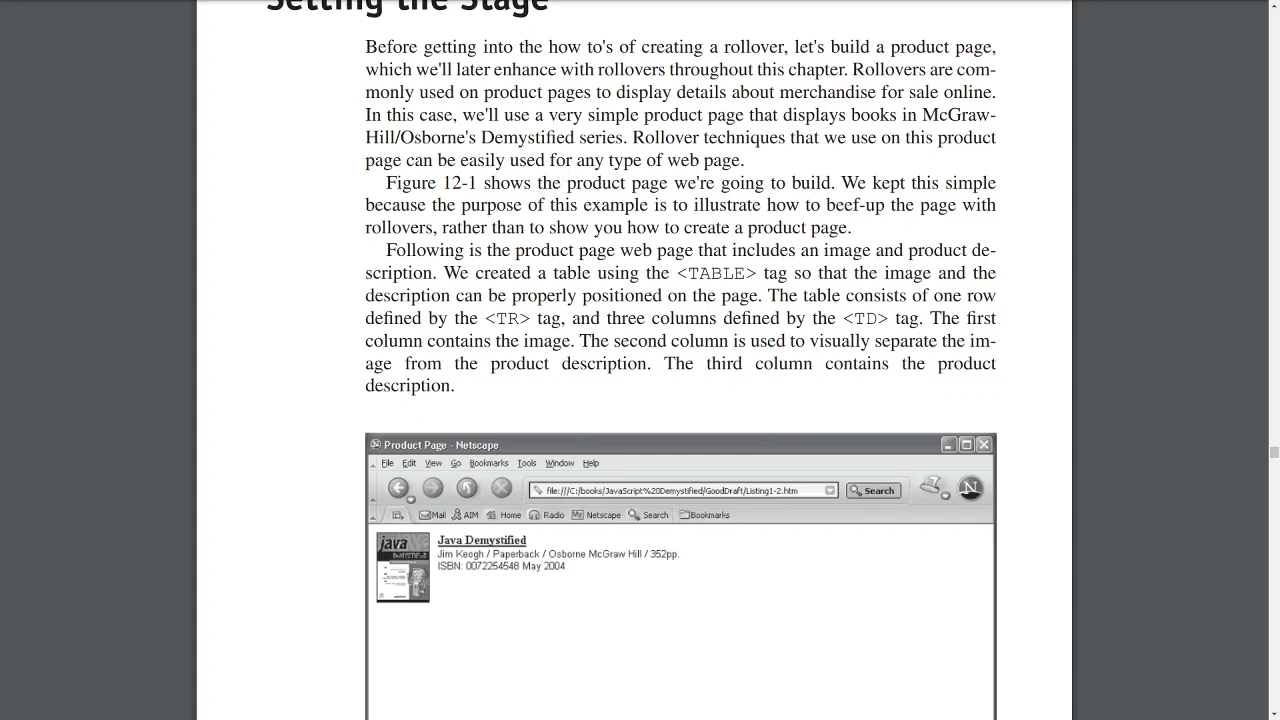 Setting the Stage
Before getting into the how to's of creating a rollover, let's build a product page,
which we'll later enhance with rollovers throughout this chapter. Rollovers are com-
monly used on product pages to display details about merchandise for sale online.
In this case, we'll use a very simple product page that displays books in McGraw-
Hill/Osborne's Demystified series. Rollover techniques that we use on this product
page can be easily used for any type of web page.
Figure 12-1 shows the product page we're going to build. We kept this simple
because the purpose of this example is to illustrate how to beef-up the page with
rollovers, rather than to show you how to create a product page.
Following is the product page web page that includes an image and product de-
scription. We created a table using the <TABLE> tag so that the image and the
description can be properly positioned on the page. The table consists of one row
defined by the <TR> tag, and three columns defined by the <TD> tag. The first
column contains the image. The second column is used to visually separate the im-
age from the product description. The third column contains the product
description.
Product Page - Netscape
File Edit View Go Bookmarks Tools Window Help
file:///C:/books/JavaScript%20Demystified/GoodDraft/Listing1-2.htm Search
Mail AIM Home Radio Netscape Search Bookmarks
java
DEMYSTIFIED
Java Demystified
Jim Keogh / Paperback / Osborne McGraw Hill / 352pp.
ISBN: 0072254548 May 2004